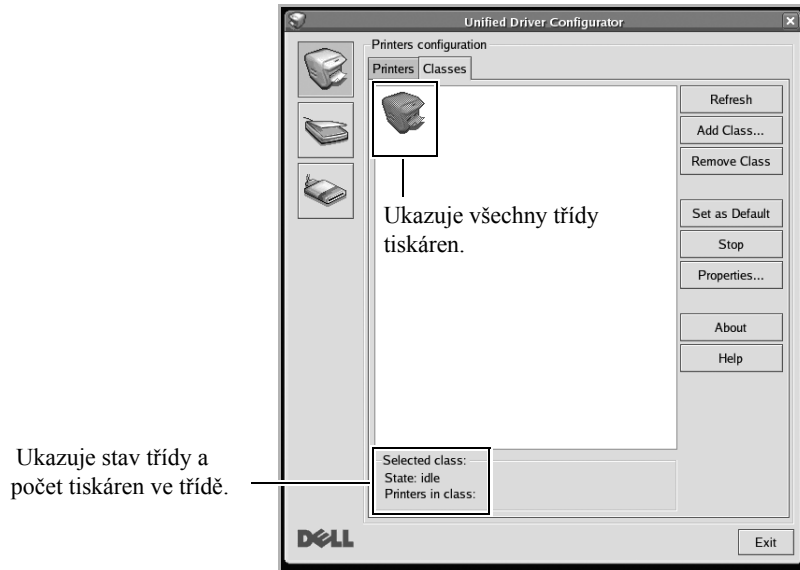 Unified Driver Configurator
Printers configuration
Printers Classes
Refresh
Add Class...
Remove Class
Ukazuje všechny třídy
tiskáren.
Set as Default
Stop
Properties...
About
Help
Ukazuje stav třídy a
počet tiskáren ve třídě.
Selected class:
State: idle
Printers in class:
DELL
Exit